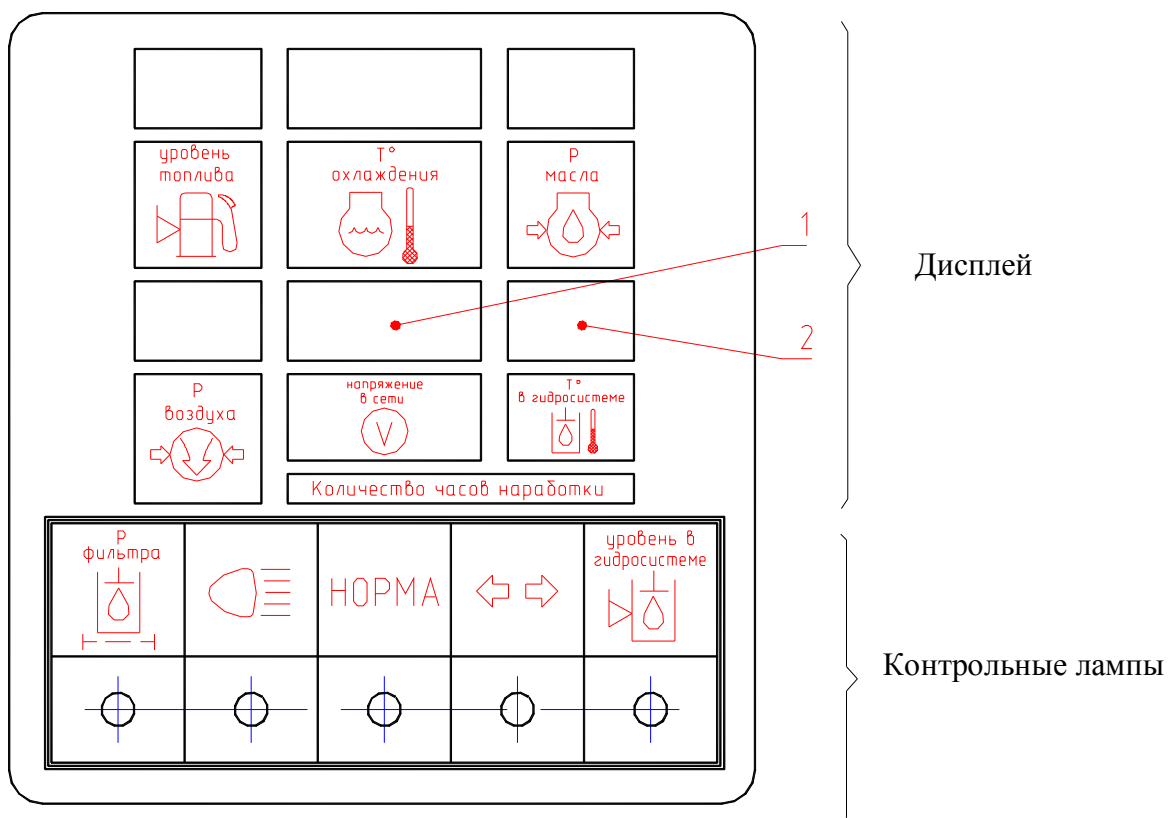 уровень
топлива
T°
охлаждения
P
масла
1
Дисплей
2
P
воздуха
напряжение
в сети
V
T°
в гидросистеме
Количество часов наработки
P
фильтра
НОРМА
уровень в
гидросистеме
Контрольные лампы